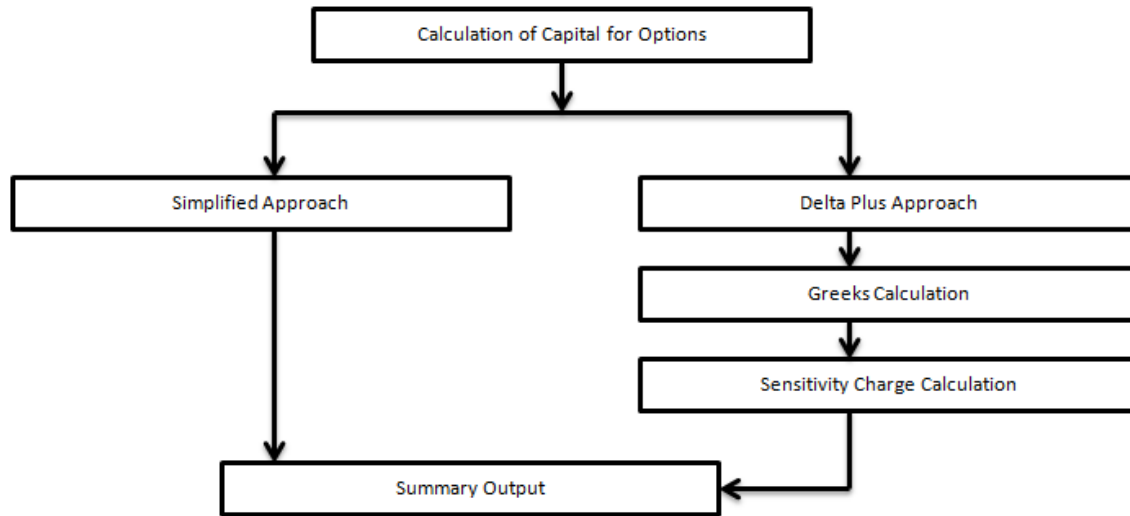 Calculation of Capital for Options
Simplified Approach
Delta Plus Approach
Greeks Calculation
Sensitivity Charge Calculation
Summary Output